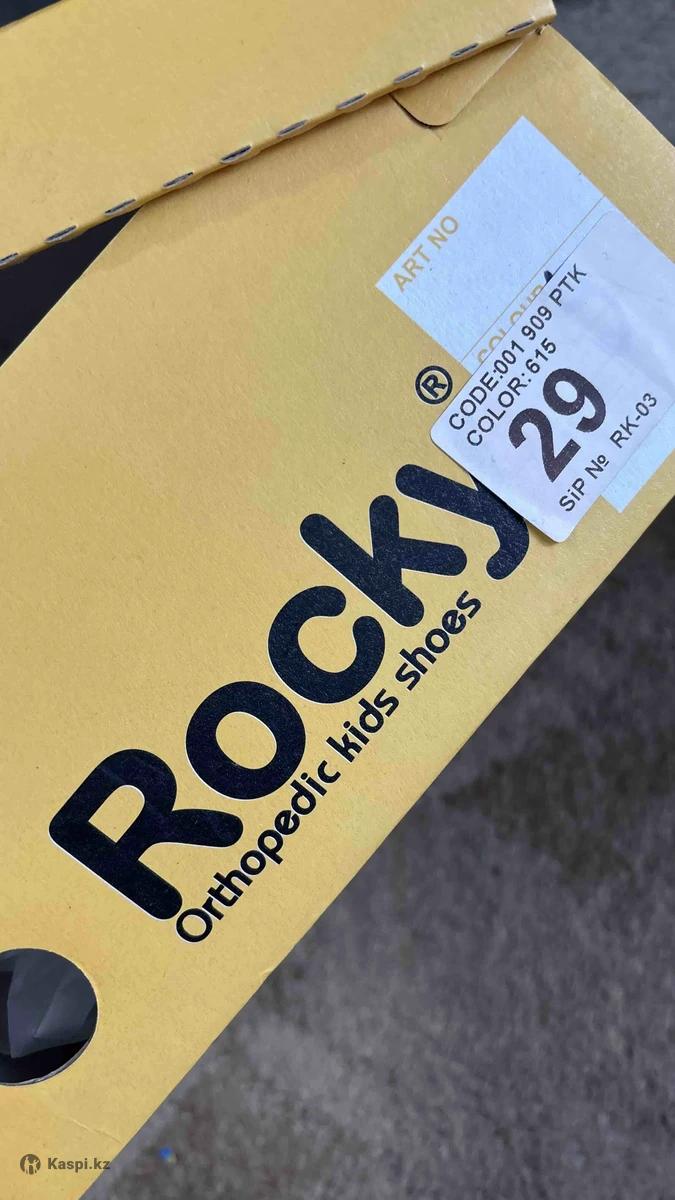 ART NO
COLOUR
CODE:001 909 PTK
COLOR: 615
29
SiP № RK-03
Rocky®
Orthopedic kids shoes
Kaspi.kz